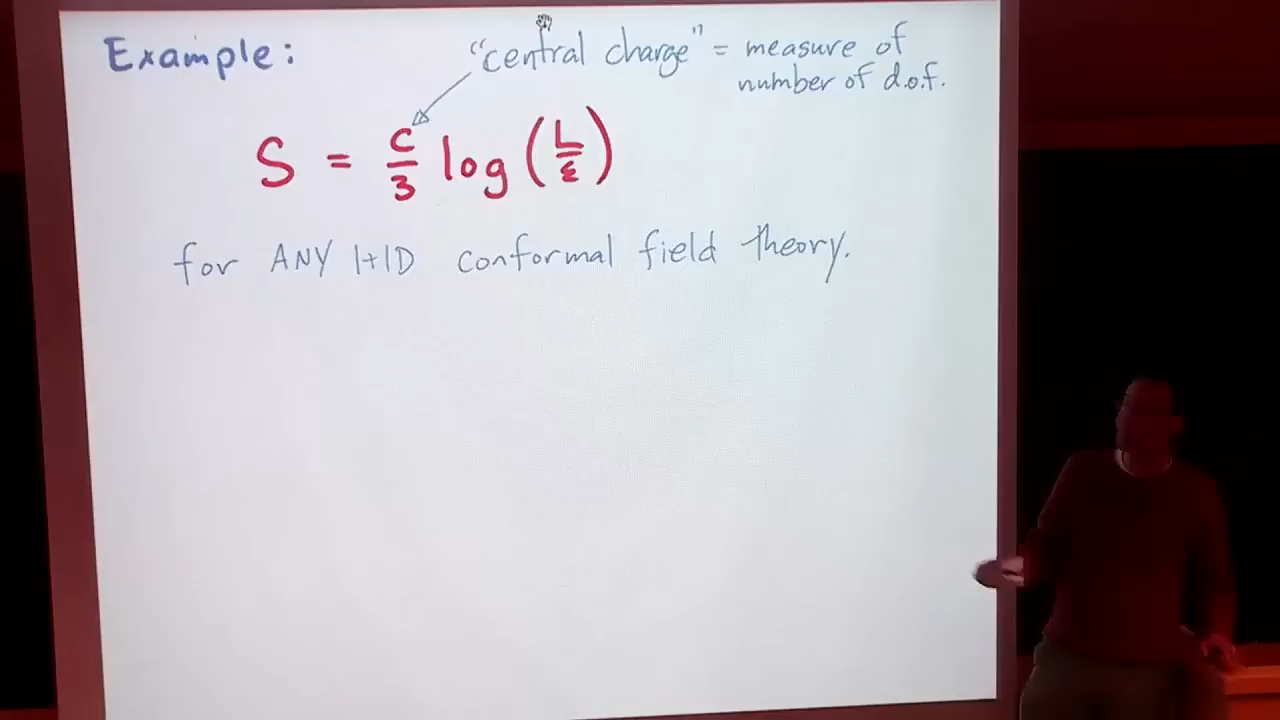 Example:
"central charge" = measure of
number of d.o.f.
S = c/3 log (L/ε)
for ANY 1+1D conformal field theory.